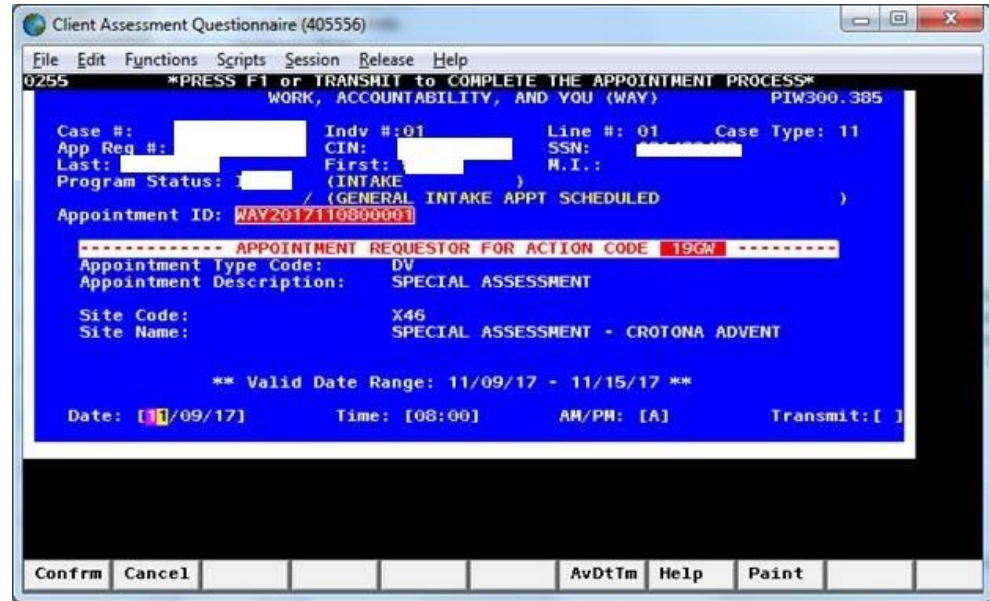 Client Assessment Questionnaire (405556)
File Edit Functions Scripts Session Release Help
0255 *PRESS F1 or TRANSMIT to COMPLETE THE APPOINTMENT PROCESS*
WORK, ACCOUNTABILITY, AND YOU (WAY) PIW300.385
Case #: Indv #:01 Line #: 01 Case Type: 11
App Reg #: CIN: SSN:
Last: First: M.I.:
Program Status: (INTAKE )
/ (GENERAL INTAKE APPT SCHEDULED )
Appointment ID: WAY2017110800001
------------- APPOINTMENT REQUESTOR FOR ACTION CODE 19GW ---------
Appointment Type Code: DV
Appointment Description: SPECIAL ASSESSMENT
Site Code: X46
Site Name: SPECIAL ASSESSMENT - CROTONA ADVENT
** Valid Date Range: 11/09/17 - 11/15/17 **
Date: [11/09/17] Time: [08:00] AM/PM: [A] Transmit:[ ]
Confrm Cancel AvDtTm Help Paint